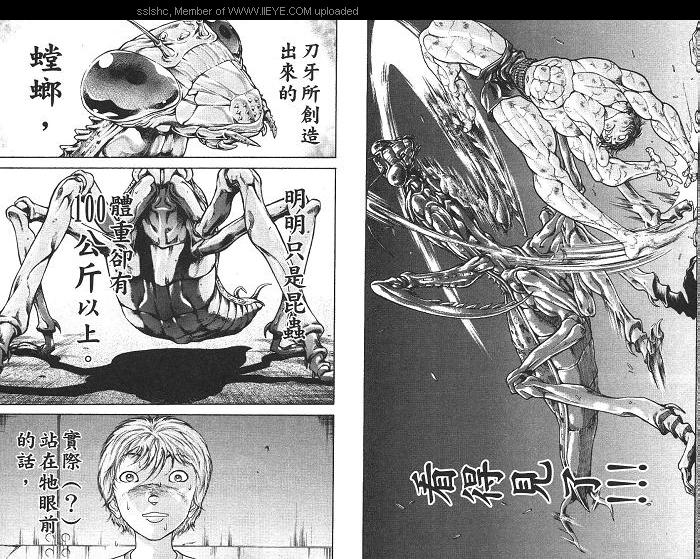 sslshc, Member of WWW.IIEYE.COM uploaded
刃牙所創造
出來的
螳螂，
明明只是昆蟲
體重卻有
100公斤以上。
實際（？）
站在牠眼前
的話，
看得見了!!!